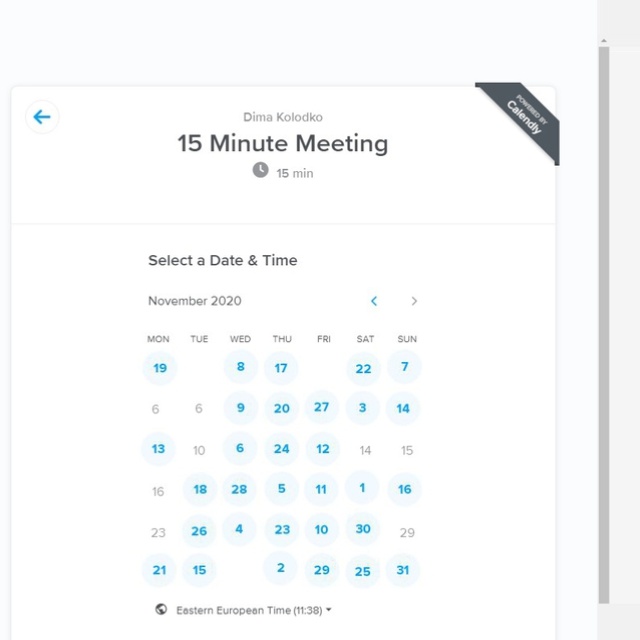 POWERED BY
Calendly
Dima Kolodko
15 Minute Meeting
15 min
Select a Date & Time
November 2020
MON TUE WED THU FRI SAT SUN
19 8 17 22 7
6 6 9 20 27 3 14
13 10 6 24 12 14 15
16 18 28 5 11 1 16
23 26 4 23 10 30 29
21 15 2 29 25 31
Eastern European Time (11:38)